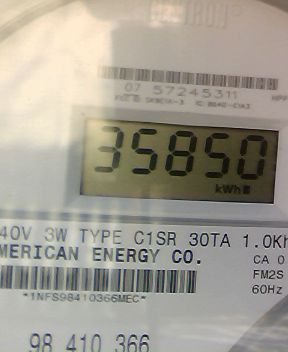 07 57245311
35850
kWh
40V 3W TYPE C1SR 30TA 1.0Kh
MERICAN ENERGY CO.
CA 0
FM2S
*1NFS98410366MEC*
60Hz
98 410 366